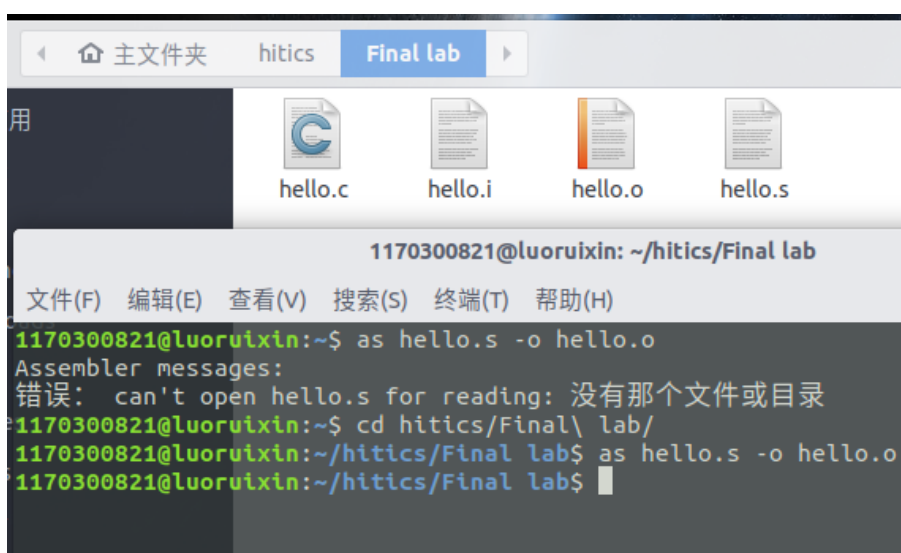 主文件夹 hitics Final lab
用
hello.c hello.i hello.o hello.s
1170300821@luoruixin: ~/hitics/Final lab
文件(F) 编辑(E) 查看(V) 搜索(S) 终端(T) 帮助(H)
1170300821@luoruixin:~$ as hello.s -o hello.o
Assembler messages:
错误： can't open hello.s for reading: 没有那个文件或目录
1170300821@luoruixin:~$ cd hitics/Final\ lab/
1170300821@luoruixin:~/hitics/Final lab$ as hello.s -o hello.o
1170300821@luoruixin:~/hitics/Final lab$